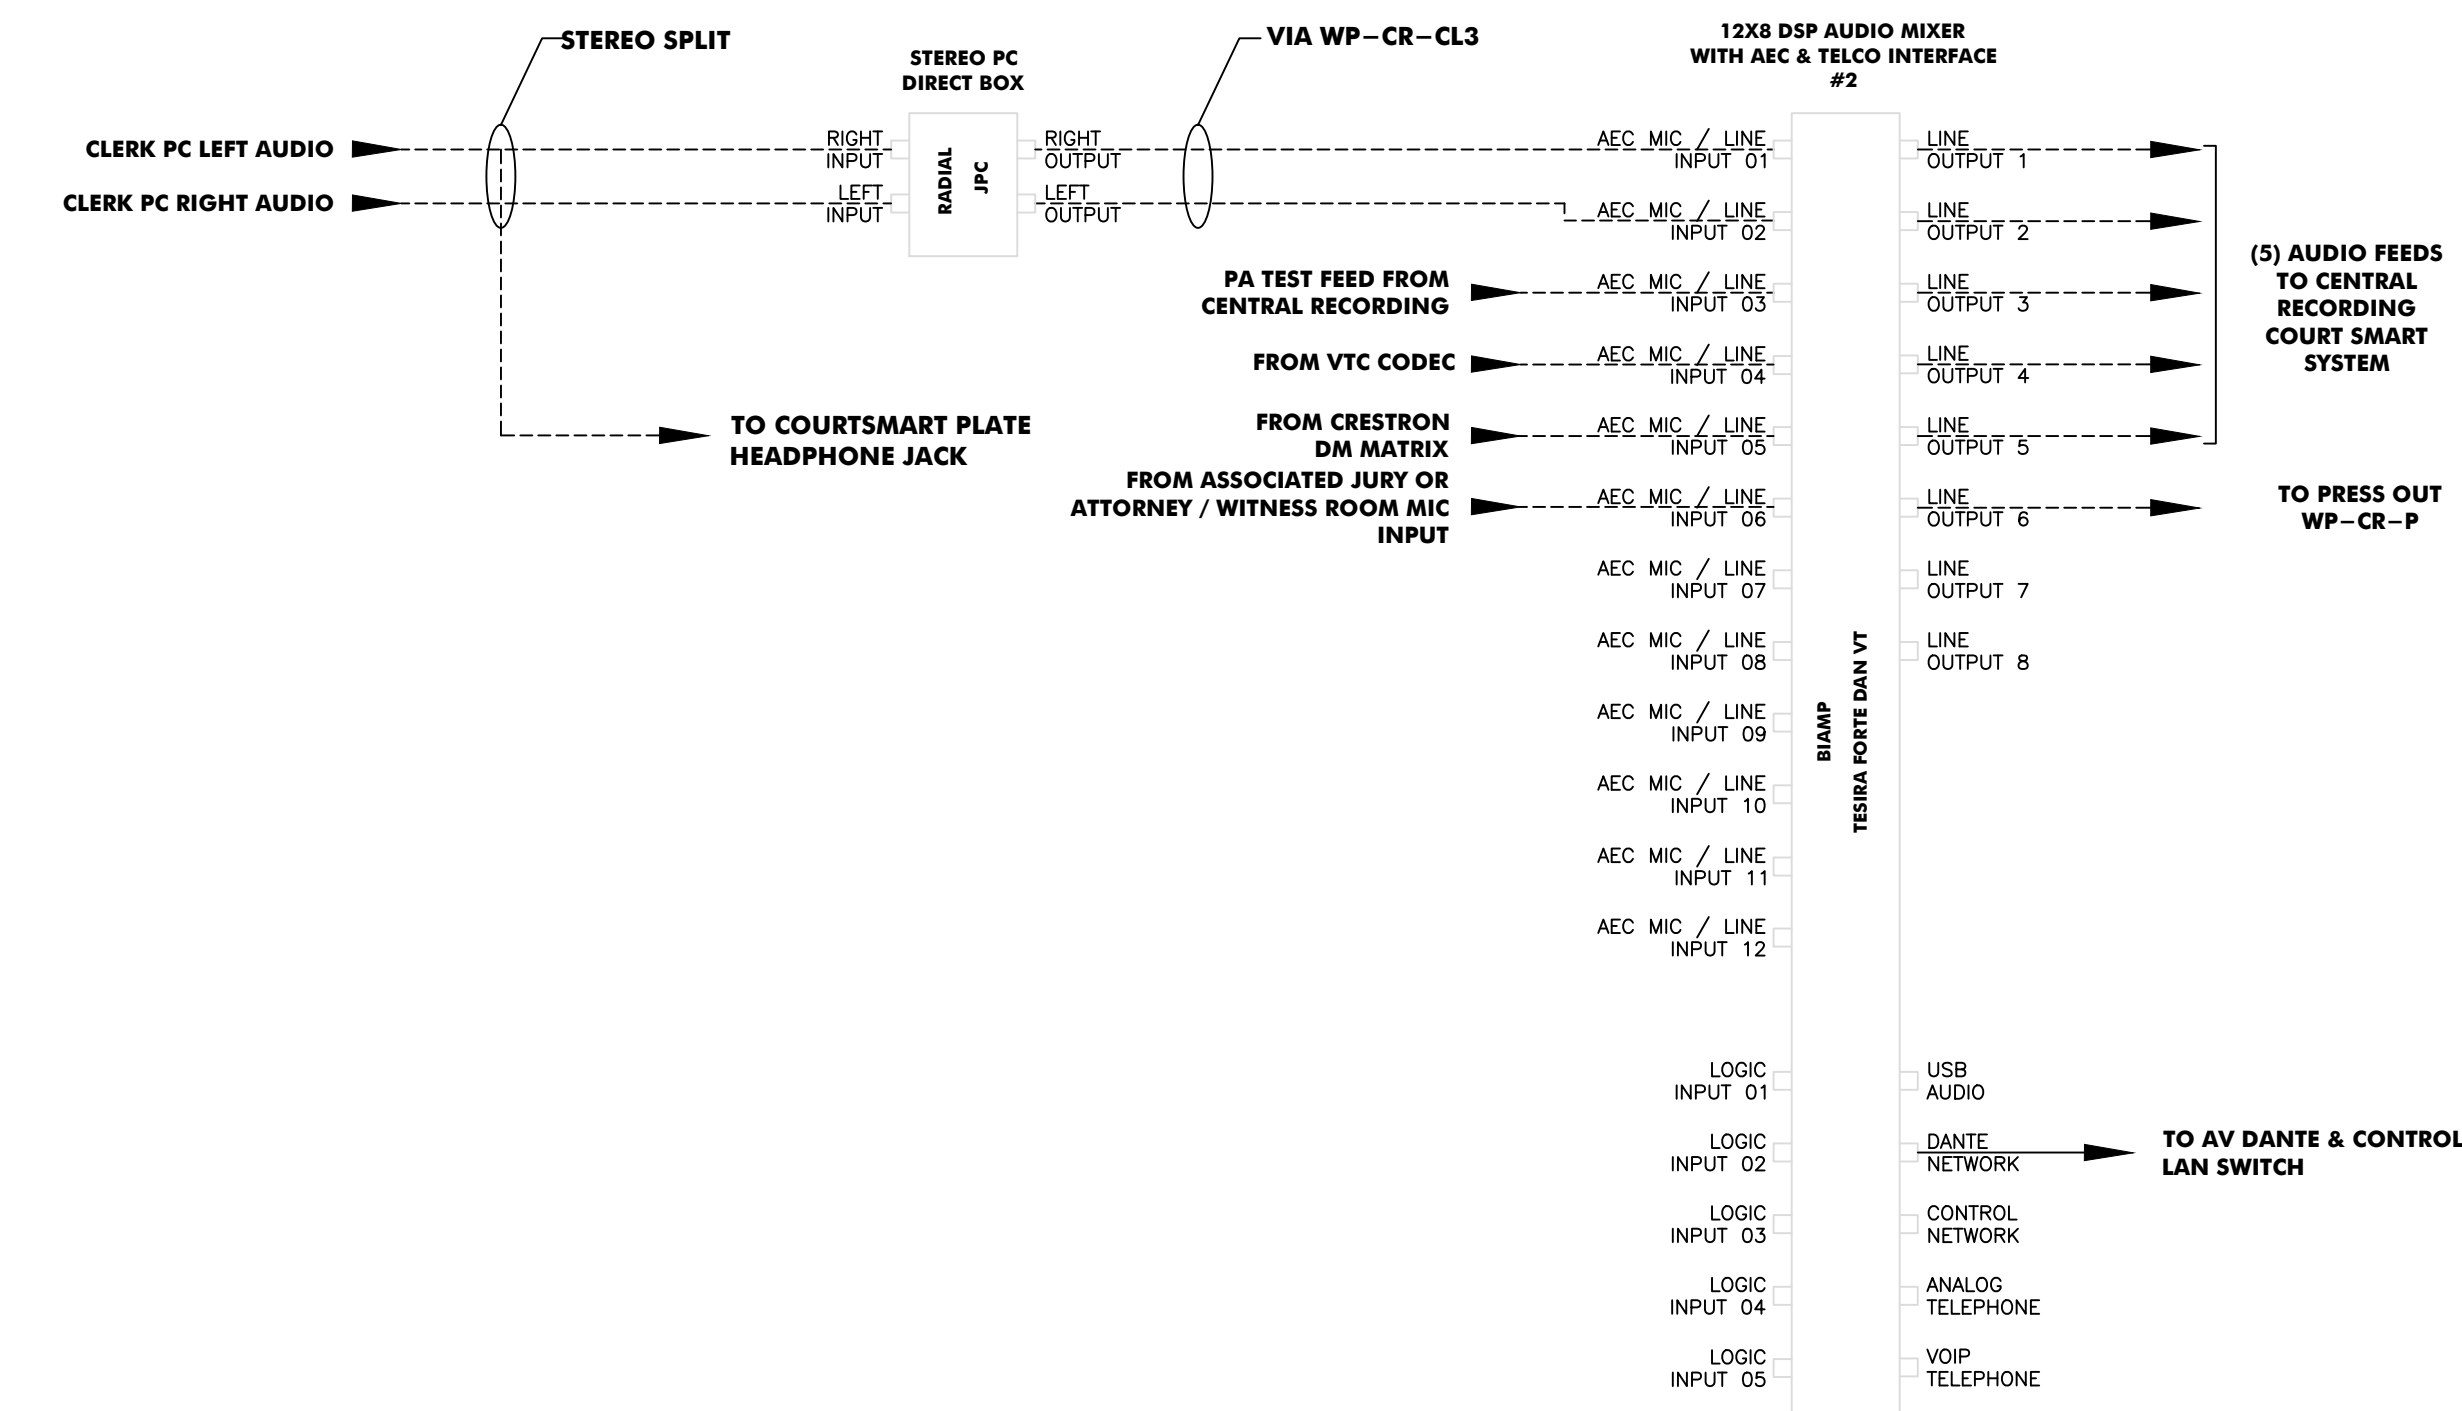 STEREO SPLIT
STEREO PC
DIRECT BOX
VIA WP-CR-CL3
12X8 DSP AUDIO MIXER
WITH AEC & TELCO INTERFACE
#2
CLERK PC LEFT AUDIO
CLERK PC RIGHT AUDIO
RIGHT
INPUT
LEFT
INPUT
RADIAL
JPC
RIGHT
OUTPUT
LEFT
OUTPUT
TO COURTSMART PLATE
HEADPHONE JACK
PA TEST FEED FROM
CENTRAL RECORDING
FROM VTC CODEC
FROM CRESTRON
DM MATRIX
FROM ASSOCIATED JURY OR
ATTORNEY / WITNESS ROOM MIC
INPUT
AEC MIC / LINE
INPUT 01
AEC MIC / LINE
INPUT 02
AEC MIC / LINE
INPUT 03
AEC MIC / LINE
INPUT 04
AEC MIC / LINE
INPUT 05
AEC MIC / LINE
INPUT 06
AEC MIC / LINE
INPUT 07
AEC MIC / LINE
INPUT 08
AEC MIC / LINE
INPUT 09
AEC MIC / LINE
INPUT 10
AEC MIC / LINE
INPUT 11
AEC MIC / LINE
INPUT 12
LOGIC
INPUT 01
LOGIC
INPUT 02
LOGIC
INPUT 03
LOGIC
INPUT 04
LOGIC
INPUT 05
BIAMP
TESIRA FORTE DAN VT
LINE
OUTPUT 1
LINE
OUTPUT 2
LINE
OUTPUT 3
LINE
OUTPUT 4
LINE
OUTPUT 5
LINE
OUTPUT 6
LINE
OUTPUT 7
LINE
OUTPUT 8
USB
AUDIO
DANTE
NETWORK
CONTROL
NETWORK
ANALOG
TELEPHONE
VOIP
TELEPHONE
(5) AUDIO FEEDS
TO CENTRAL
RECORDING
COURT SMART
SYSTEM
TO PRESS OUT
WP-CR-P
TO AV DANTE & CONTROL
LAN SWITCH